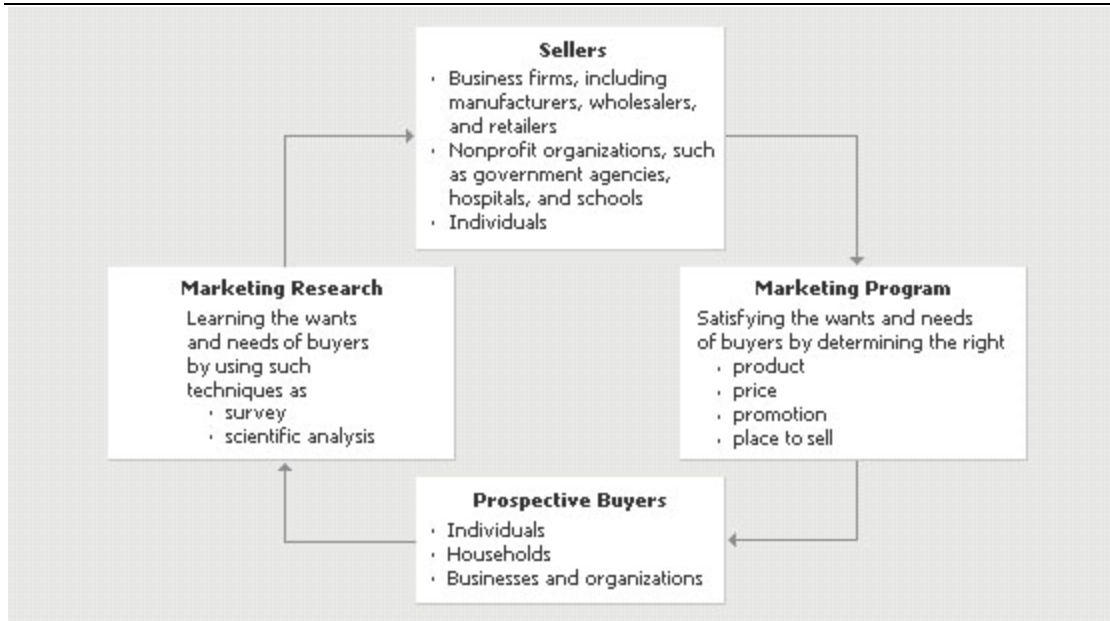 Sellers
· Business firms, including
manufacturers, wholesalers,
and retailers
· Nonprofit organizations, such
as government agencies,
hospitals, and schools
· Individuals
Marketing Research
Learning the wants
and needs of buyers
by using such
techniques as
· survey
· scientific analysis
Marketing Program
Satisfying the wants and needs
of buyers by determining the right
· product
· price
· promotion
· place to sell
Prospective Buyers
· Individuals
· Households
· Businesses and organizations